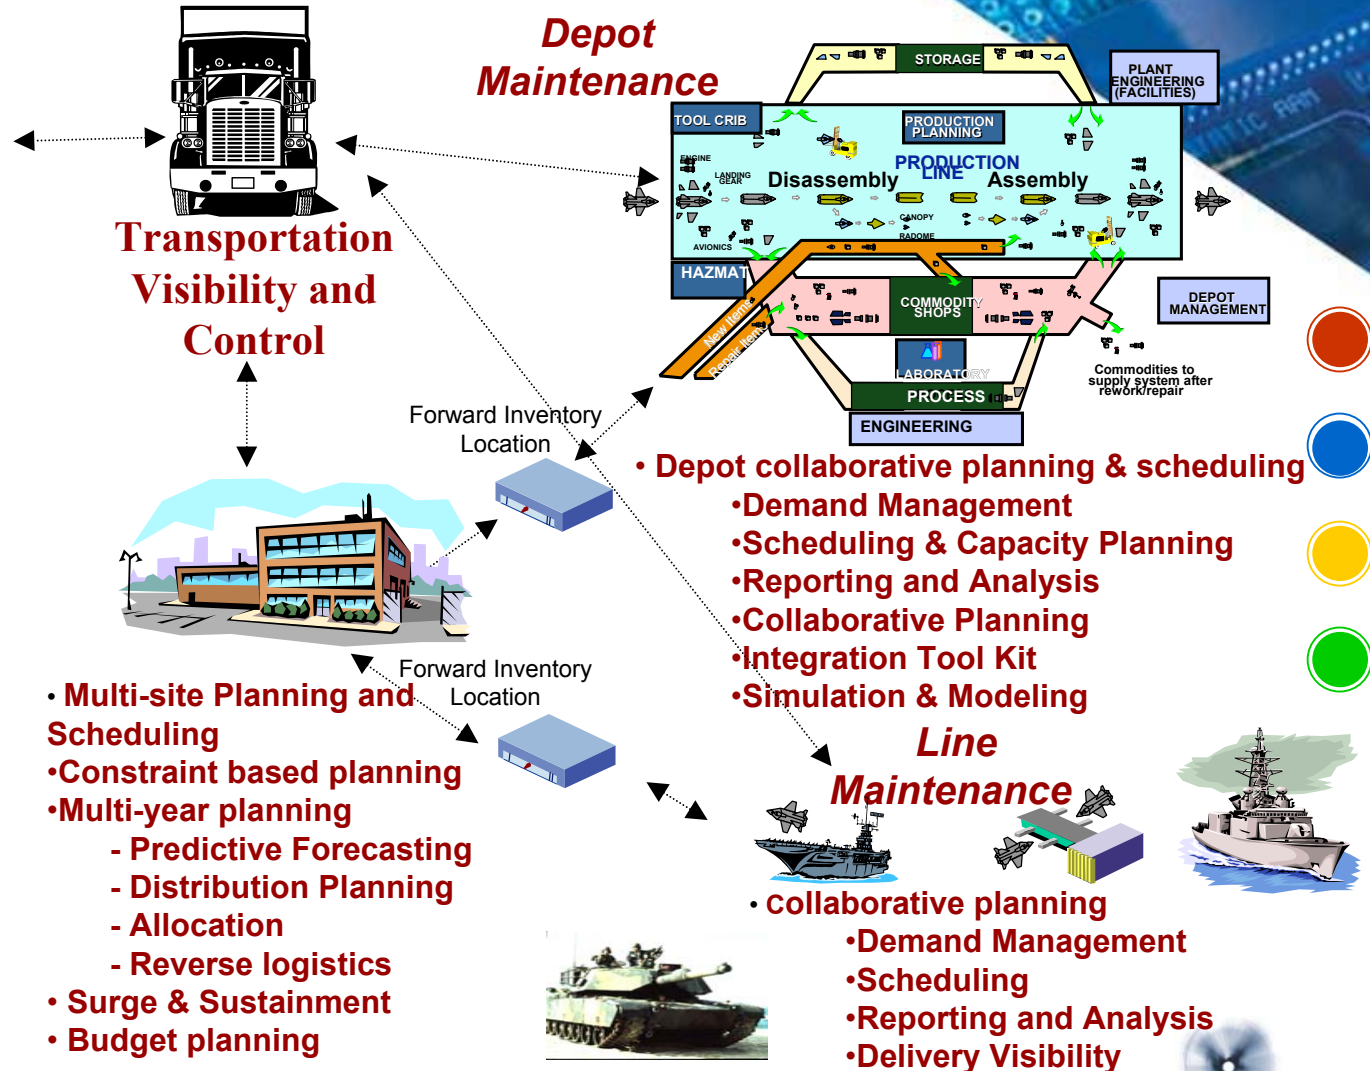 Depot
Maintenance
STORAGE
PLANT
ENGINEERING
(FACILITIES)
TOOL CRIB
PRODUCTION
PLANNING
ENGINE
LANDING
GEAR
PRODUCTION
LINE
Disassembly
Assembly
CANOPY
RADOME
AVIONICS
HAZMAT
New Items
Repair Items
COMMODITY
SHOPS
DEPOT
MANAGEMENT
LABORATORY
PROCESS
ENGINEERING
Commodities to
supply system after
rework/repair
Transportation
Visibility and
Control
Forward Inventory
Location
• Depot collaborative planning & scheduling
•Demand Management
•Scheduling & Capacity Planning
•Reporting and Analysis
•Collaborative Planning
•Integration Tool Kit
•Simulation & Modeling
Forward Inventory
Location
• Multi-site Planning and
Scheduling
•Constraint based planning
•Multi-year planning
- Predictive Forecasting
- Distribution Planning
- Allocation
- Reverse logistics
• Surge & Sustainment
• Budget planning
Line
Maintenance
• Collaborative planning
•Demand Management
•Scheduling
•Reporting and Analysis
•Delivery Visibility